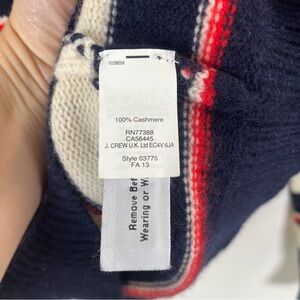 103859
100% Cashmere
RN77388
CA56445
J. CREW U.K. Ltd EC4V 6JA
Style 03775
FA 13
Remove Bef
Wearing or W